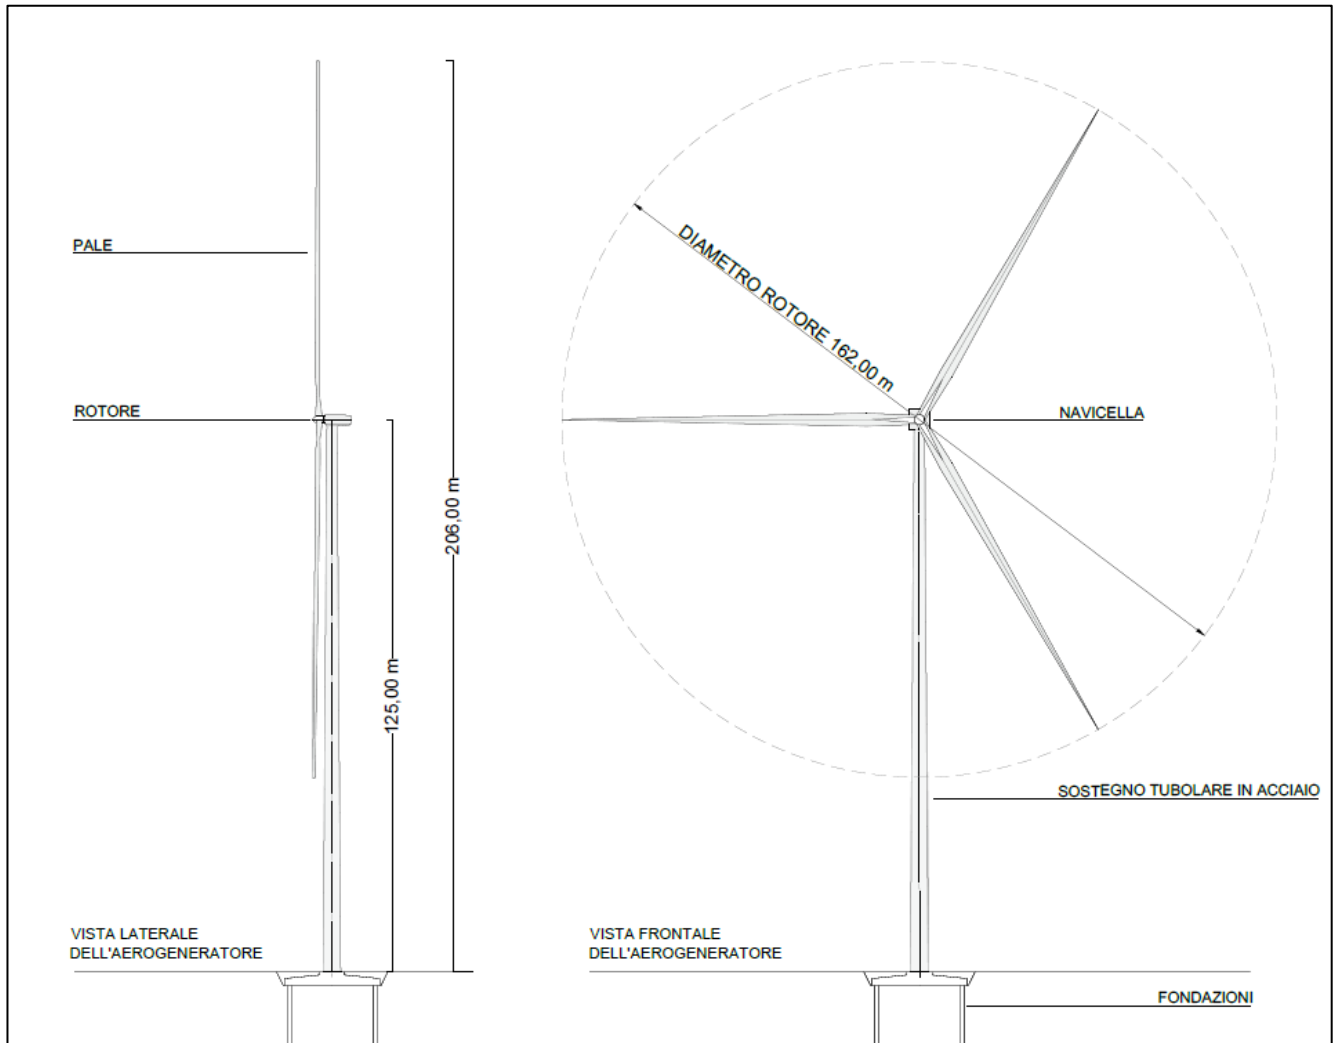 PALE
ROTORE
206,00 m
125,00 m
VISTA LATERALE
DELL'AEROGENERATORE
DIAMETRO ROTORE 162,00 m
NAVICELLA
SOSTEGNO TUBOLARE IN ACCIAIO
VISTA FRONTALE
DELL'AEROGENERATORE
FONDAZIONI